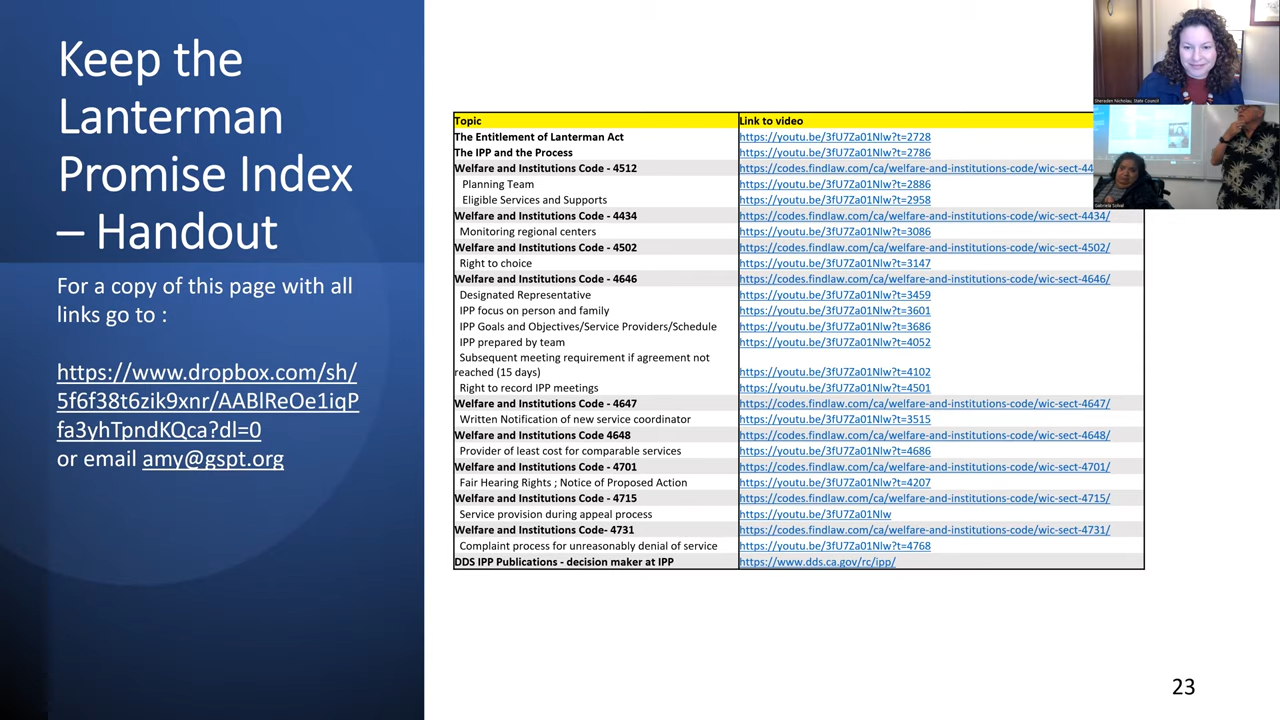 Keep the
Lanterman
Promise Index
– Handout
For a copy of this page with all
links go to :
https://www.dropbox.com/sh/
5f6f38t6zik9xnr/AABlReOe1iqP
fa3yhTpndKQca?dl=0
or email amy@gspt.org
Topic Link to video
The Entitlement of Lanterman Act https://youtu.be/3fU7Za01Nlw?t=2728
The IPP and the Process https://youtu.be/3fU7Za01Nlw?t=2786
Welfare and Institutions Code - 4512 https://codes.findlaw.com/ca/welfare-and-institutions-code/wic-sect-44
Planning Team https://youtu.be/3fU7Za01Nlw?t=2886
Eligible Services and Supports https://youtu.be/3fU7Za01Nlw?t=2958
Welfare and Institutions Code - 4434 https://codes.findlaw.com/ca/welfare-and-institutions-code/wic-sect-4434/
Monitoring regional centers https://youtu.be/3fU7Za01Nlw?t=3086
Welfare and Institutions Code - 4502 https://codes.findlaw.com/ca/welfare-and-institutions-code/wic-sect-4502/
Right to choice https://youtu.be/3fU7Za01Nlw?t=3147
Welfare and Institutions Code - 4646 https://codes.findlaw.com/ca/welfare-and-institutions-code/wic-sect-4646/
Designated Representative https://youtu.be/3fU7Za01Nlw?t=3459
IPP focus on person and family https://youtu.be/3fU7Za01Nlw?t=3601
IPP Goals and Objectives/Service Providers/Schedule https://youtu.be/3fU7Za01Nlw?t=3686
IPP prepared by team https://youtu.be/3fU7Za01Nlw?t=4052
Subsequent meeting requirement if agreement not
reached (15 days) https://youtu.be/3fU7Za01Nlw?t=4102
Right to record IPP meetings https://youtu.be/3fU7Za01Nlw?t=4501
Welfare and Institutions Code - 4647 https://codes.findlaw.com/ca/welfare-and-institutions-code/wic-sect-4647/
Written Notification of new service coordinator https://youtu.be/3fU7Za01Nlw?t=3515
Welfare and Institutions Code 4648 https://codes.findlaw.com/ca/welfare-and-institutions-code/wic-sect-4648/
Provider of least cost for comparable services https://youtu.be/3fU7Za01Nlw?t=4686
Welfare and Institutions Code - 4701 https://codes.findlaw.com/ca/welfare-and-institutions-code/wic-sect-4701/
Fair Hearing Rights ; Notice of Proposed Action https://youtu.be/3fU7Za01Nlw?t=4207
Welfare and Institutions Code - 4715 https://codes.findlaw.com/ca/welfare-and-institutions-code/wic-sect-4715/
Service provision during appeal process https://youtu.be/3fU7Za01Nlw
Welfare and Institutions Code- 4731 https://codes.findlaw.com/ca/welfare-and-institutions-code/wic-sect-4731/
Complaint process for unreasonably denial of service https://youtu.be/3fU7Za01Nlw?t=4768
DDS IPP Publications - decision maker at IPP https://www.dds.ca.gov/rc/ipp/
Sheraden Nicholau, State Council
23